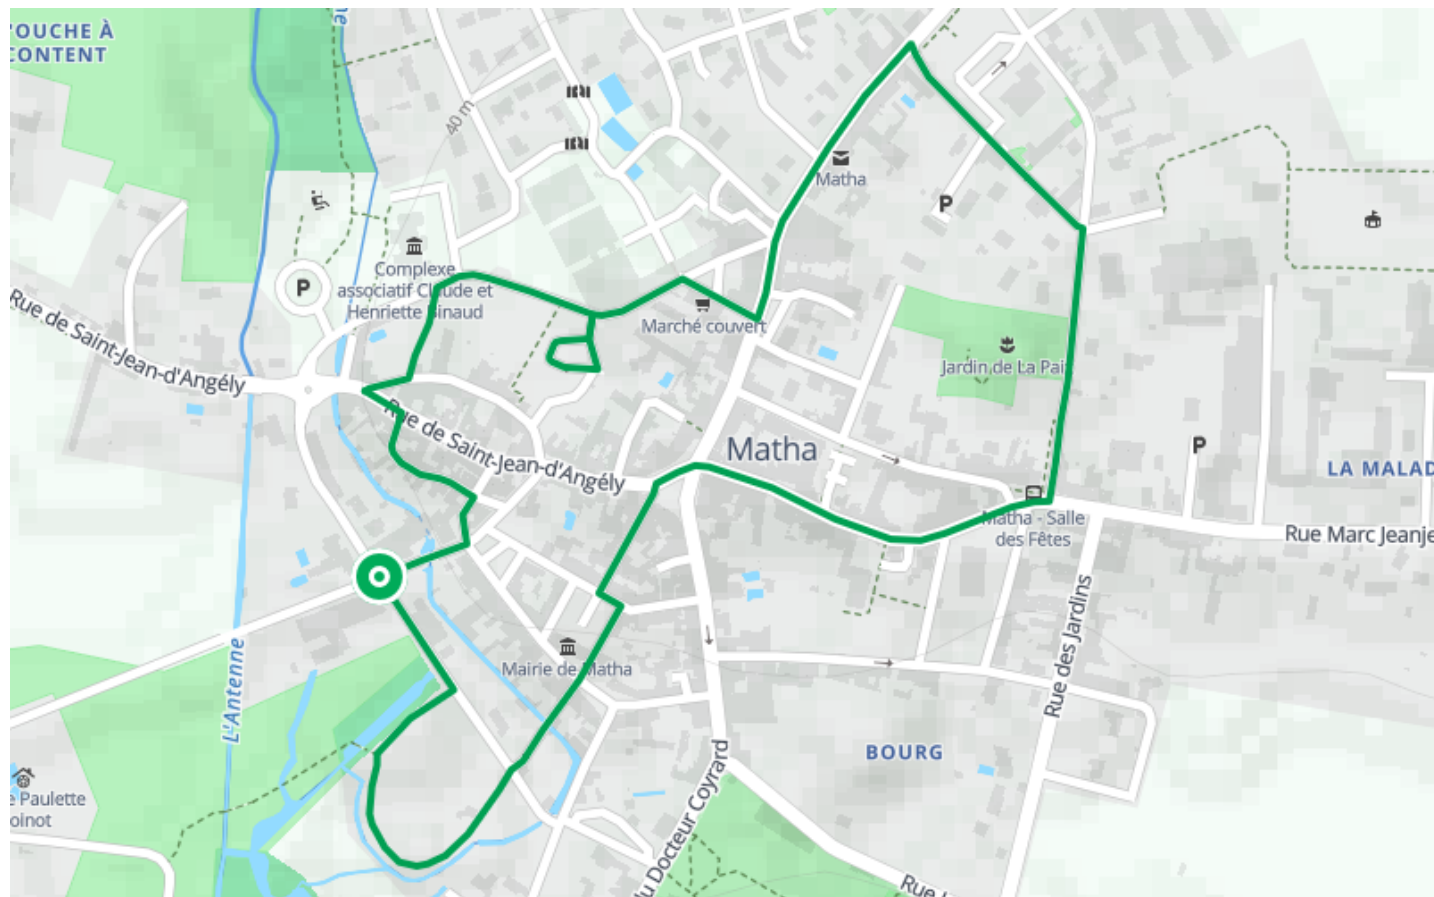 OUCHE À
CONTENT
40 m
Matha
P
Complexe
associatif Claude et
Henriette Binaud
P
Rue de Saint-Jean-d'Angély
Marché couvert
Jardin de La Paix
Rue de Saint-Jean-d'Angély
Matha
P
LA MALAD
Matha - Salle
des Fêtes
Rue Marc Jeanje
Rue des Jardins
L'Antenne
Mairie de Matha
BOURG
e Paulette
oinot
u Docteur Coyrard
Rue